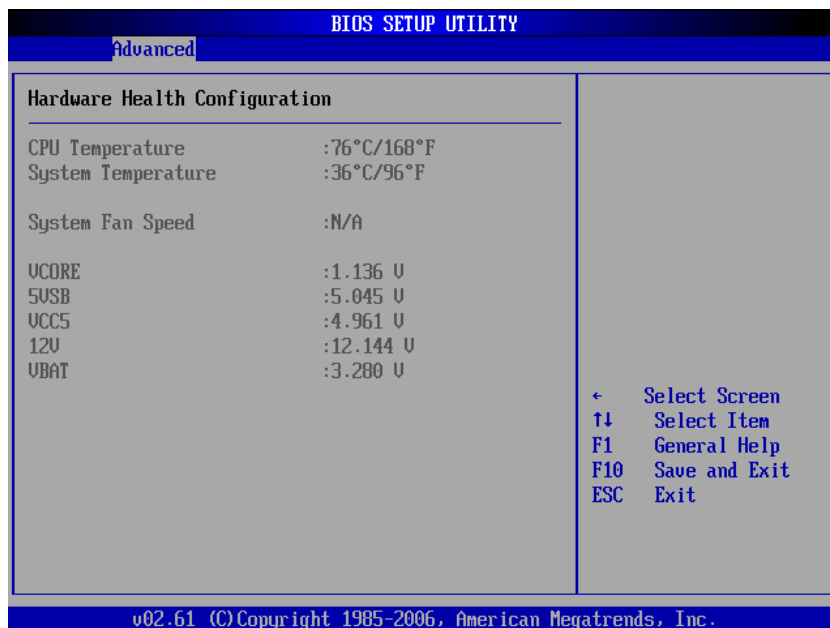 BIOS SETUP UTILITY
Advanced
Hardware Health Configuration
CPU Temperature :76°C/168°F
System Temperature :36°C/96°F
System Fan Speed :N/A
VCORE :1.136 V
5VSB :5.045 V
VCC5 :4.961 V
12V :12.144 V
VBAT :3.280 V
← Select Screen
↑↓ Select Item
F1 General Help
F10 Save and Exit
ESC Exit
v02.61 (C)Copyright 1985-2006, American Megatrends, Inc.